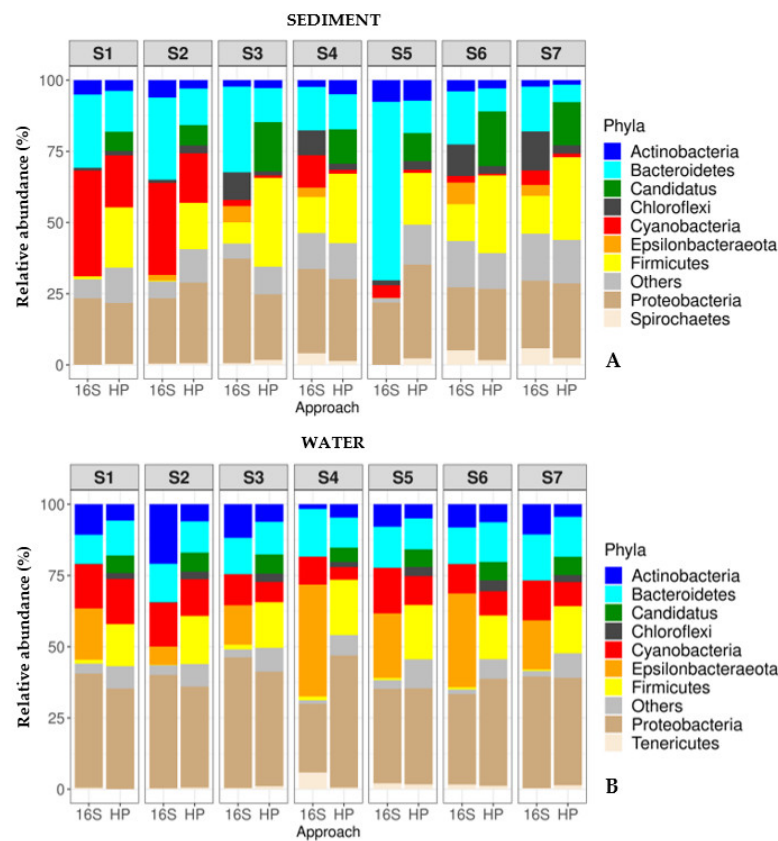 SEDIMENT
S1 S2 S3 S4 S5 S6 S7
100
75
50
25
0
Relative abundance (%)
16S HP 16S HP 16S HP 16S HP 16S HP 16S HP 16S HP
Approach
Phyla
Actinobacteria
Bacteroidetes
Candidatus
Chloroflexi
Cyanobacteria
Epsilonbacteraeota
Firmicutes
Others
Proteobacteria
Spirochaetes
A
WATER
S1 S2 S3 S4 S5 S6 S7
100
75
50
25
0
Relative abundance (%)
16S HP 16S HP 16S HP 16S HP 16S HP 16S HP 16S HP
Approach
Phyla
Actinobacteria
Bacteroidetes
Candidatus
Chloroflexi
Cyanobacteria
Epsilonbacteraeota
Firmicutes
Others
Proteobacteria
Tenericutes
B